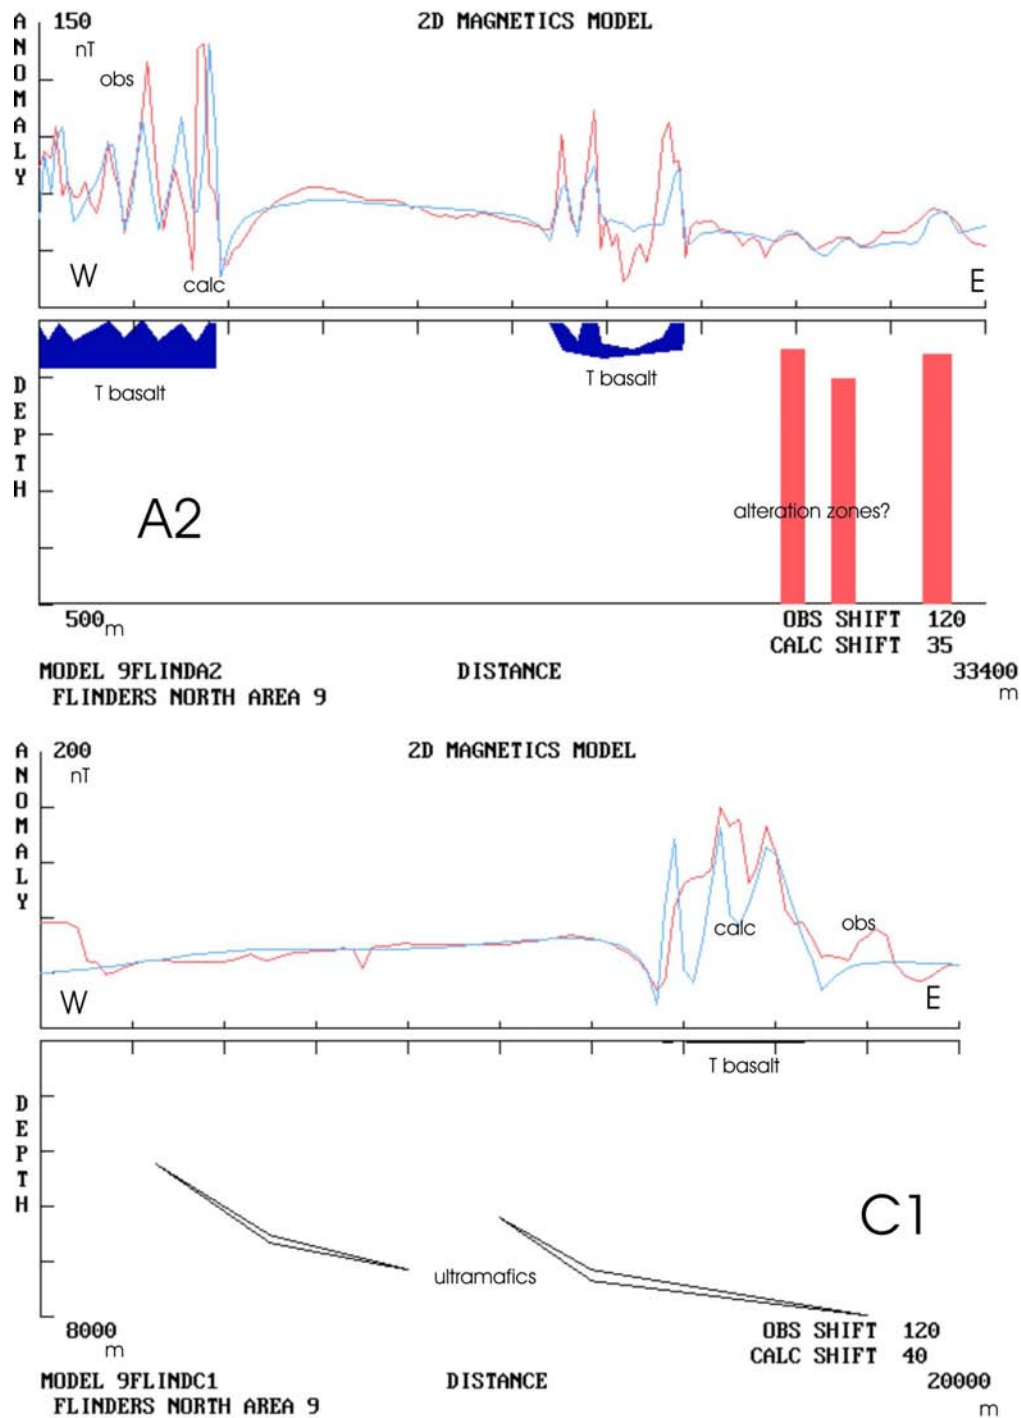 ANOMALY
150
nT
2D MAGNETICS MODEL
obs
calc
W
E
DEPTH
T basalt
T basalt
A2
alteration zones?
500m
OBS SHIFT 120
CALC SHIFT 35
MODEL 9FLINDA2
DISTANCE
33400
m
FLINDERS NORTH AREA 9
ANOMALY
200
nT
2D MAGNETICS MODEL
calc
obs
W
E
DEPTH
T basalt
C1
ultramafics
8000
m
OBS SHIFT 120
CALC SHIFT 40
MODEL 9FLINDC1
DISTANCE
20000
m
FLINDERS NORTH AREA 9